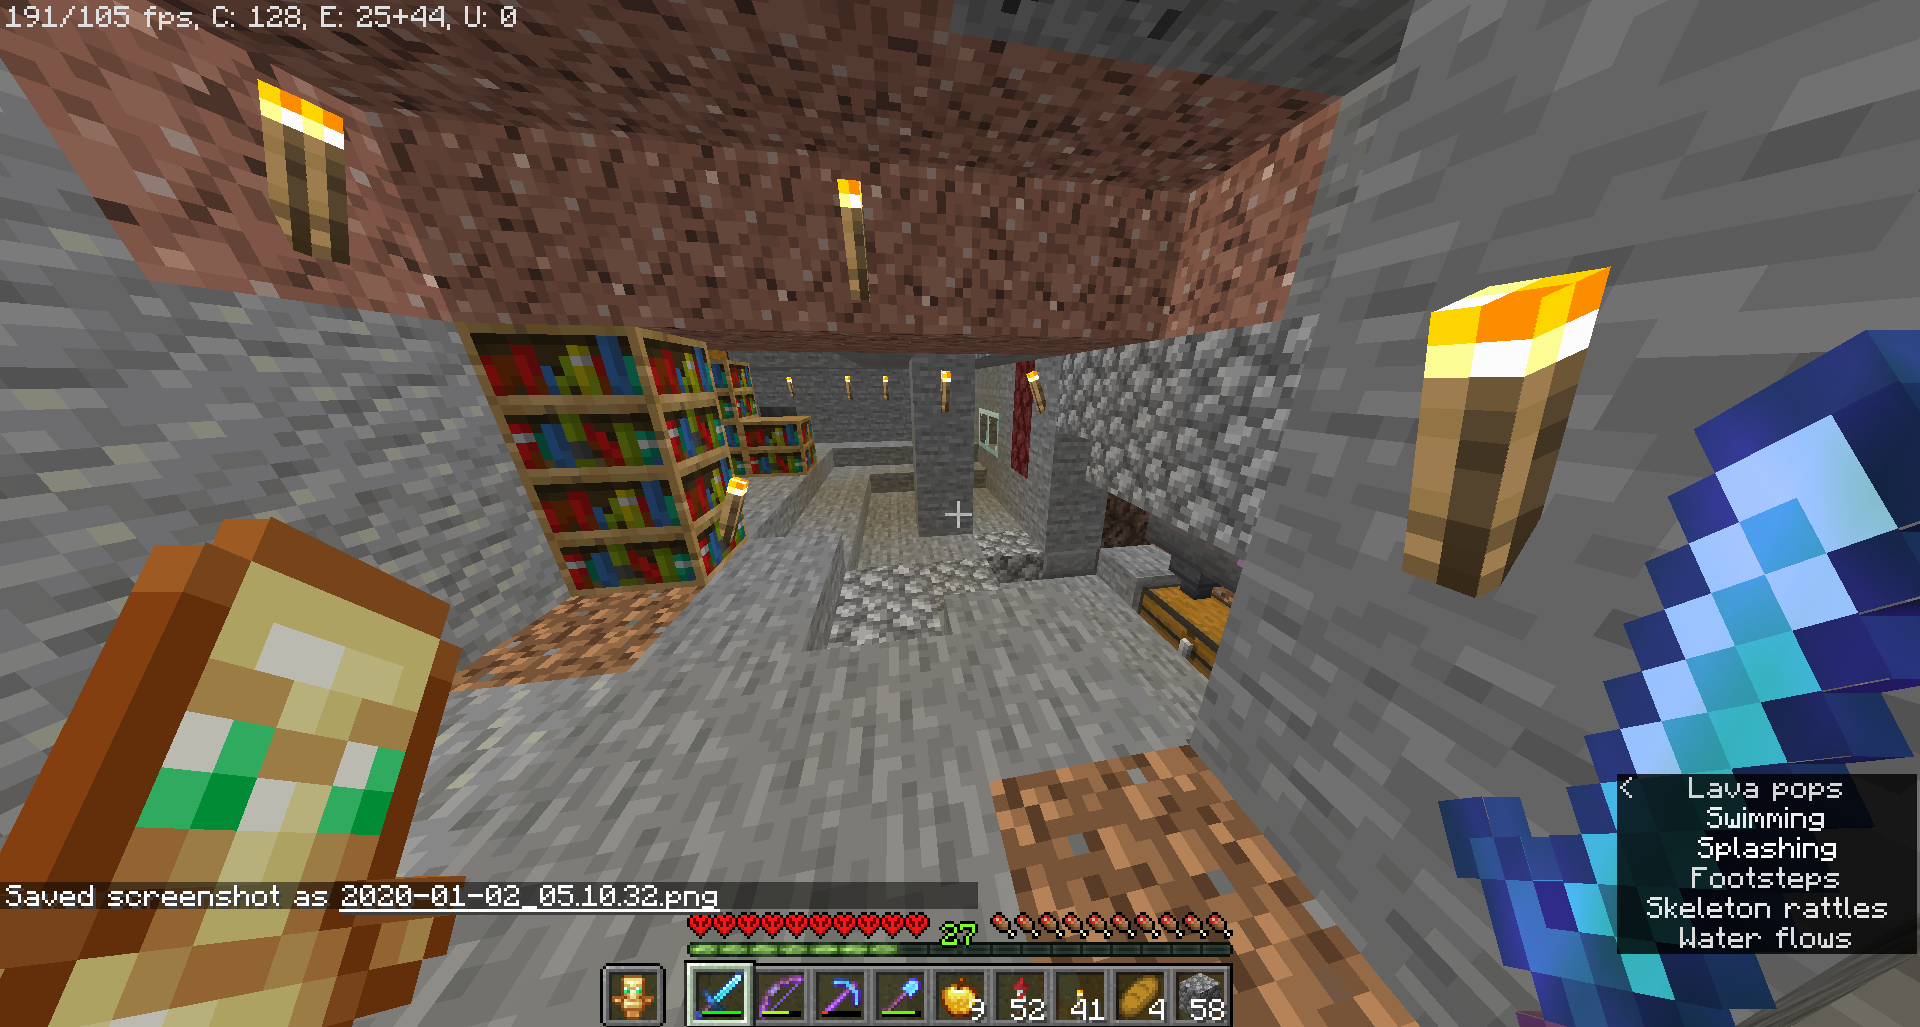 191/105 fps, C: 128, E: 25+44, U: 0
< Lava pops
Swimming
Splashing
Footsteps
Skeleton rattles
Water flows
Saved screenshot as 2020-01-02_05.10.32.png
27
9 52 41 4 58